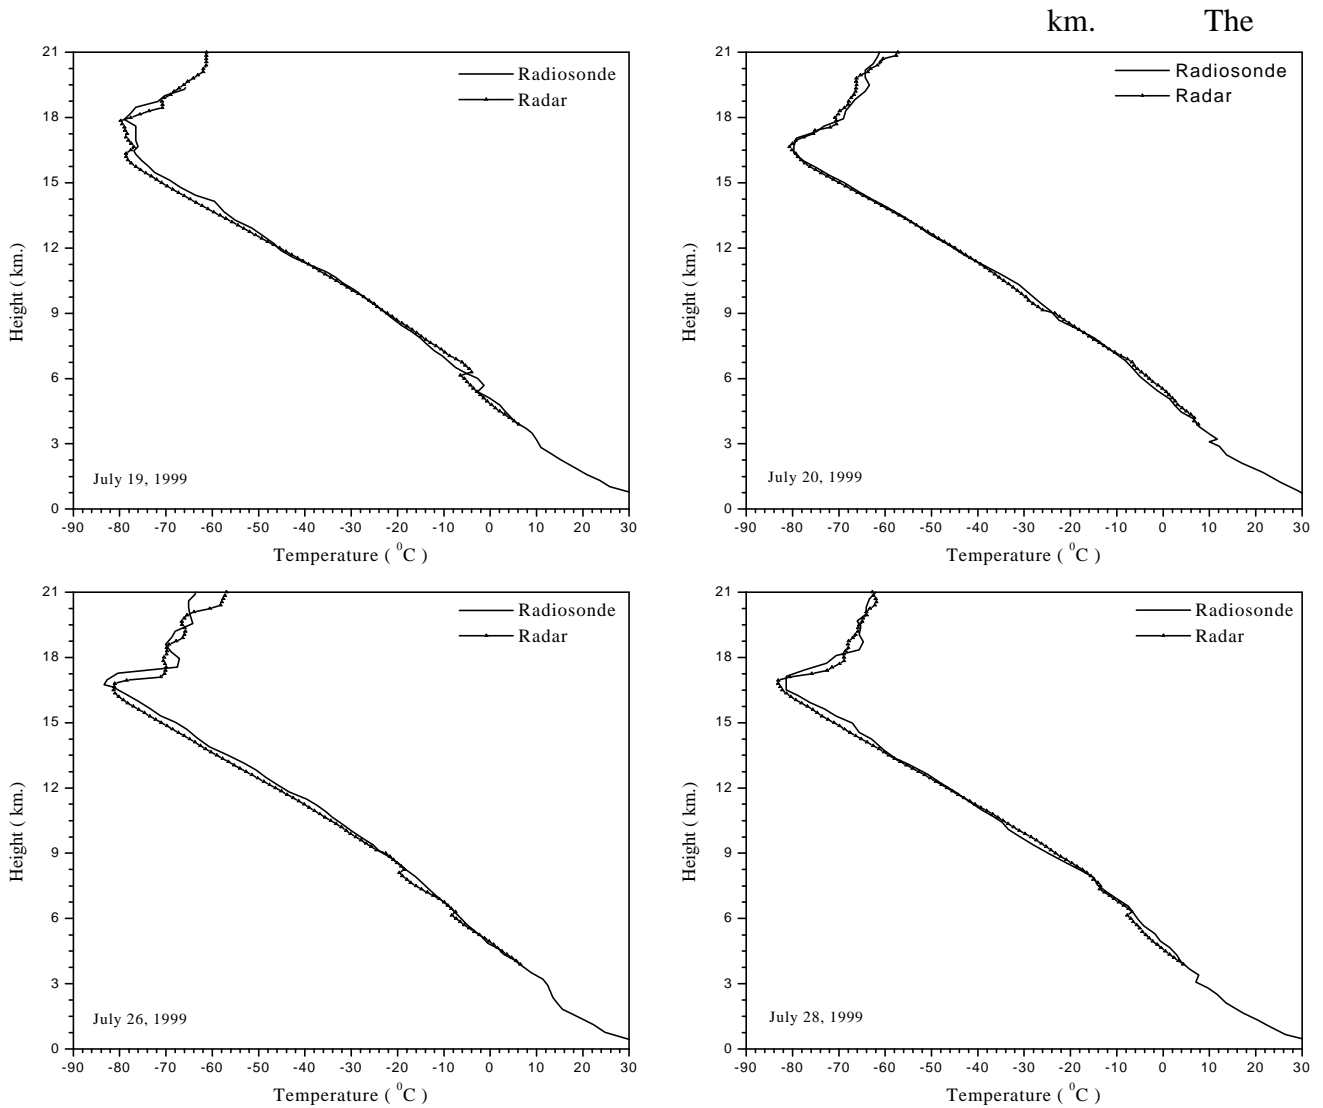 km. The
21
18
15
12
9
6
3
0
Height ( km.)
Radiosonde
Radar
July 19, 1999
-90 -80 -70 -60 -50 -40 -30 -20 -10 0 10 20 30
Temperature ( 0C )
21
18
15
12
9
6
3
0
Height ( km.)
Radiosonde
Radar
July 20, 1999
-90 -80 -70 -60 -50 -40 -30 -20 -10 0 10 20 30
Temperature ( 0C )
21
18
15
12
9
6
3
0
Height ( km.)
Radiosonde
Radar
July 26, 1999
-90 -80 -70 -60 -50 -40 -30 -20 -10 0 10 20 30
Temperature ( 0C )
21
18
15
12
9
6
3
0
Height ( km.)
Radiosonde
Radar
July 28, 1999
-90 -80 -70 -60 -50 -40 -30 -20 -10 0 10 20 30
Temperature ( 0C )